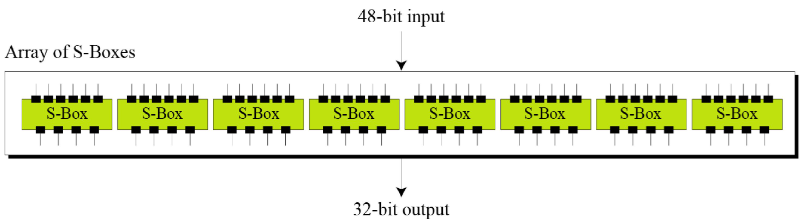 48-bit input
Array of S-Boxes
S-Box S-Box S-Box S-Box S-Box S-Box S-Box S-Box
32-bit output